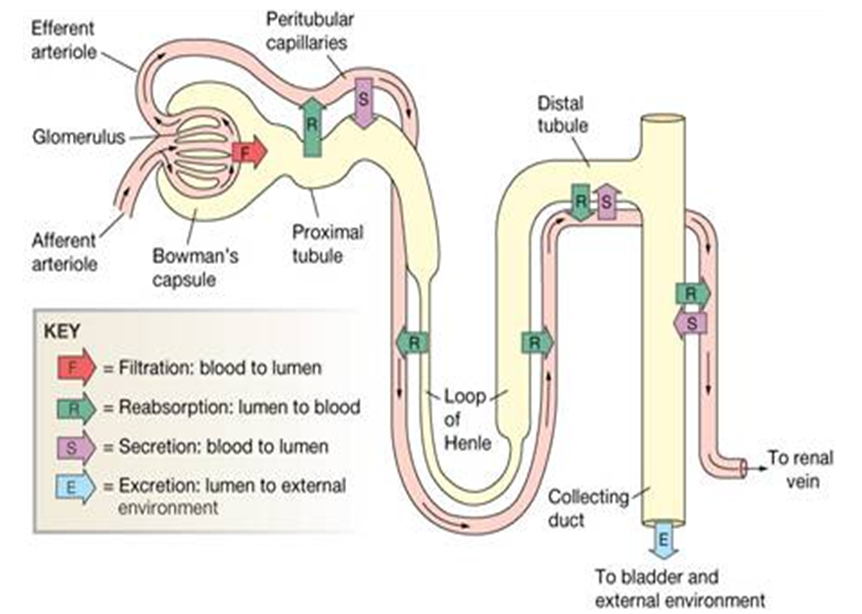 Efferent
arteriole
Peritubular
capillaries
S
R
Glomerulus
F
Afferent
arteriole
Bowman's
capsule
Proximal
tubule
Distal
tubule
R
S
R
S
R
R
Loop
of
Henle
Collecting
duct
To renal
vein
E
To bladder and
external environment
KEY
F = Filtration: blood to lumen
R = Reabsorption: lumen to blood
S = Secretion: blood to lumen
E = Excretion: lumen to external
environment